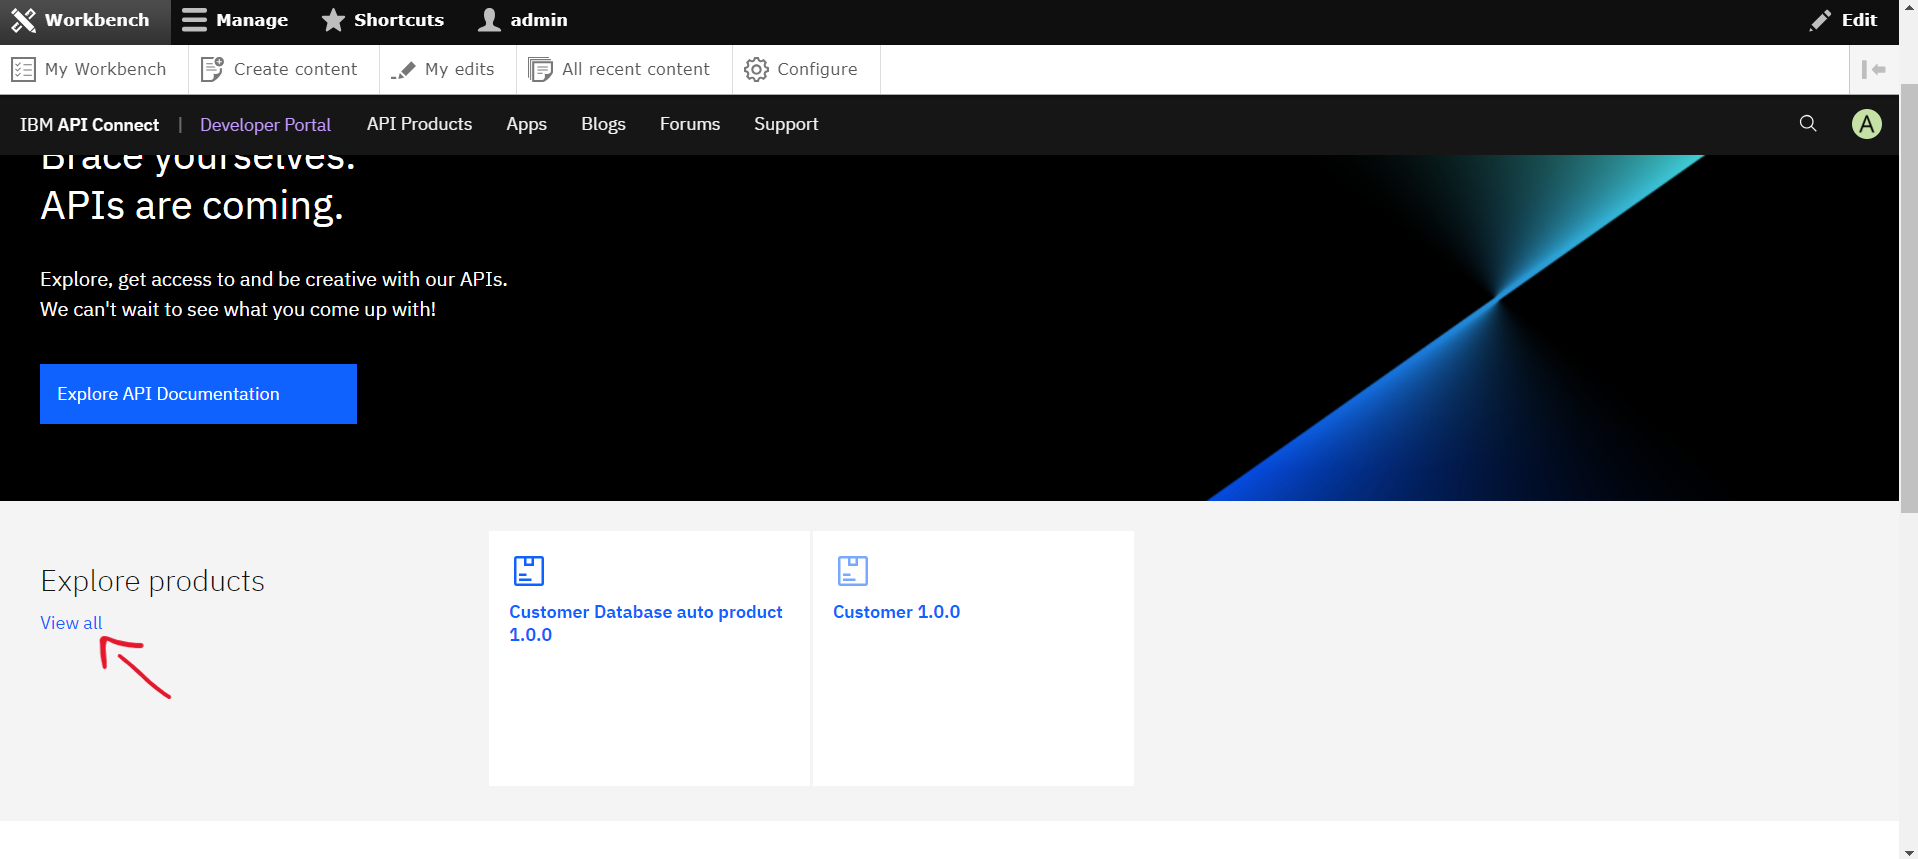 Workbench Manage Shortcuts admin Edit
My Workbench Create content My edits All recent content Configure
IBM API Connect | Developer Portal API Products Apps Blogs Forums Support A
Brace yourselves.
APIs are coming.
Explore, get access to and be creative with our APIs.
We can't wait to see what you come up with!
Explore API Documentation
Explore products
View all
Customer Database auto product
1.0.0
Customer 1.0.0